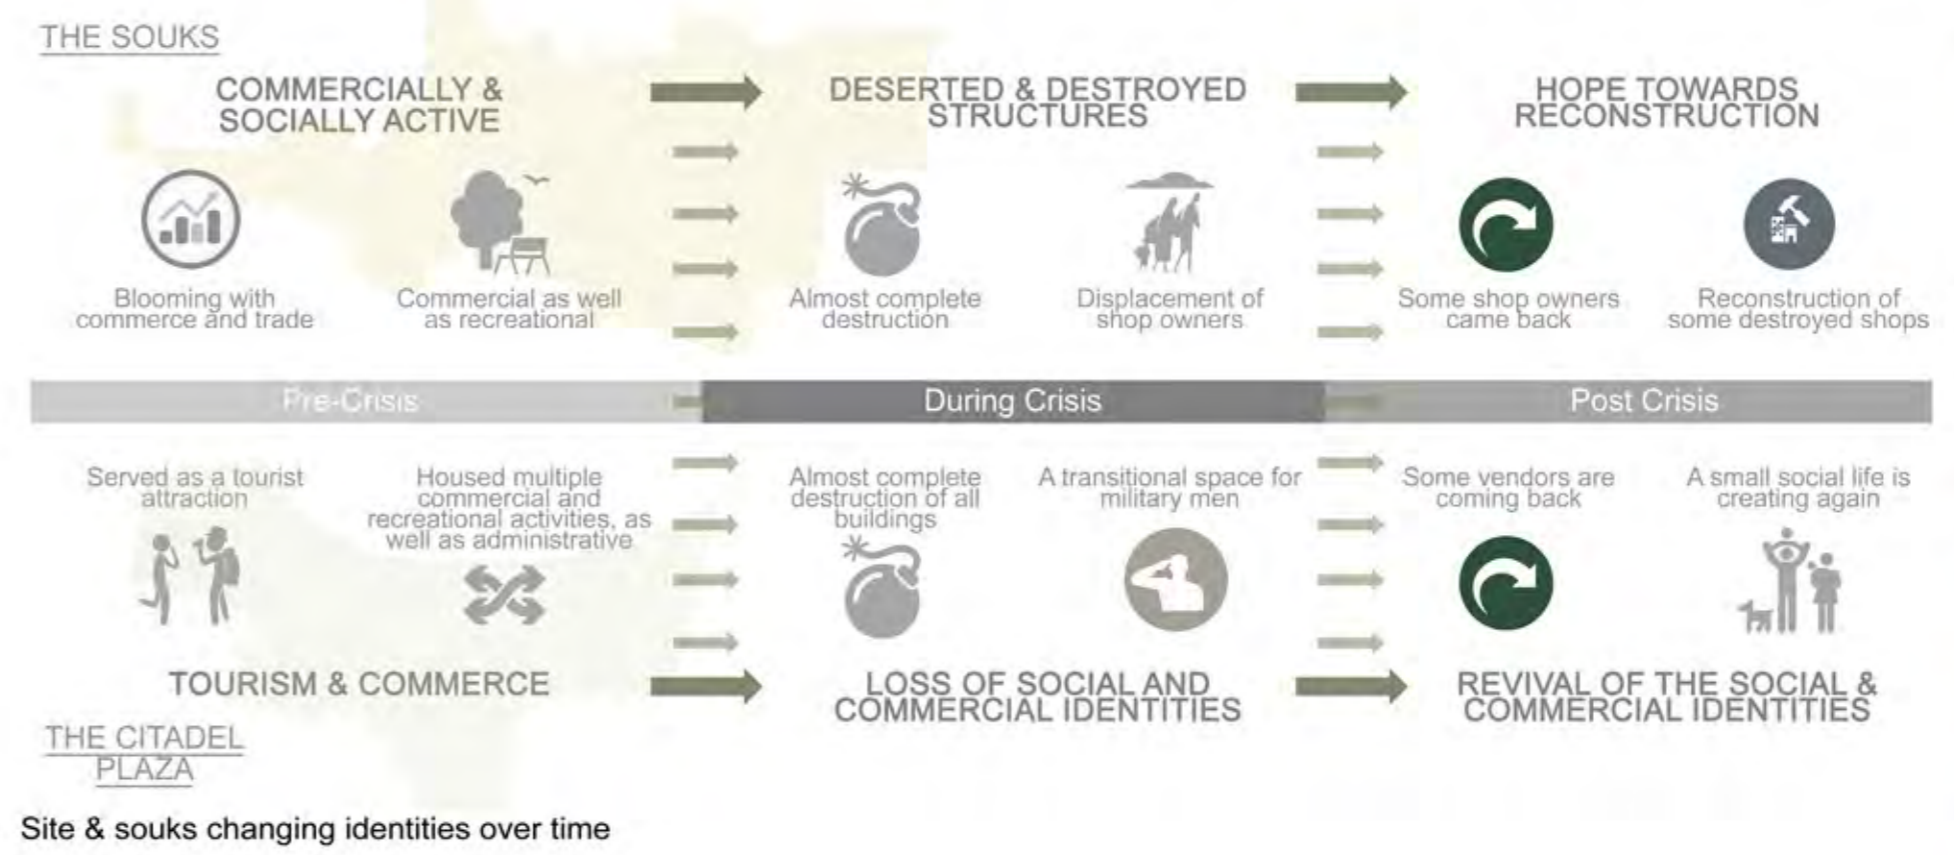 THE SOUKS
COMMERCIALLY &
SOCIALLY ACTIVE
DESERTED & DESTROYED
STRUCTURES
HOPE TOWARDS
RECONSTRUCTION
Blooming with
commerce and trade
Commercial as well
as recreational
Almost complete
destruction
Displacement of
shop owners
Some shop owners
came back
Reconstruction of
some destroyed shops
Pre-Crisis
During Crisis
Post Crisis
Served as a tourist
attraction
Housed multiple
commercial and
recreational activities, as
well as administrative
Almost complete
destruction of all
buildings
A transitional space for
military men
Some vendors are
coming back
A small social life is
creating again
TOURISM & COMMERCE
LOSS OF SOCIAL AND
COMMERCIAL IDENTITIES
REVIVAL OF THE SOCIAL &
COMMERCIAL IDENTITIES
THE CITADEL
PLAZA
Site & souks changing identities over time